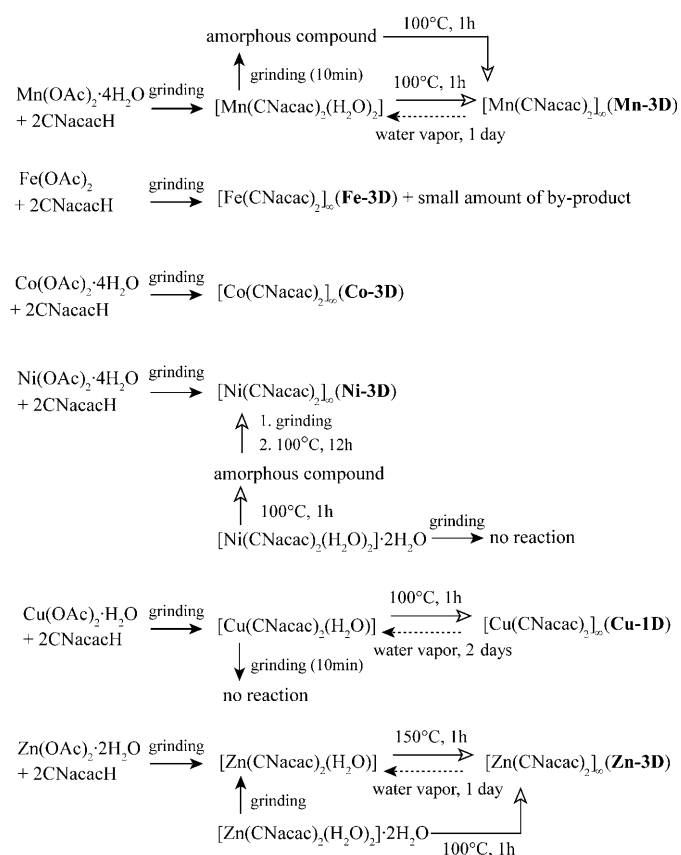 amorphous compound 100°C, 1h
grinding (10min)
Mn(OAc)₂·4H₂O grinding [Mn(CNacac)₂(H₂O)₂] 100°C, 1h [Mn(CNacac)₂]∞(Mn-3D)
+ 2CNacacH water vapor, 1 day
Fe(OAc)₂ grinding [Fe(CNacac)₂]∞(Fe-3D) + small amount of by-product
+ 2CNacacH
Co(OAc)₂·4H₂O grinding [Co(CNacac)₂]∞(Co-3D)
+ 2CNacacH
Ni(OAc)₂·4H₂O grinding [Ni(CNacac)₂]∞(Ni-3D)
+ 2CNacacH
1. grinding
2. 100°C, 12h
amorphous compound
100°C, 1h
[Ni(CNacac)₂(H₂O)₂]·2H₂O grinding no reaction
Cu(OAc)₂·H₂O grinding [Cu(CNacac)₂(H₂O)] 100°C, 1h [Cu(CNacac)₂]∞(Cu-1D)
+ 2CNacacH water vapor, 2 days
grinding (10min)
no reaction
Zn(OAc)₂·2H₂O grinding [Zn(CNacac)₂(H₂O)] 150°C, 1h [Zn(CNacac)₂]∞(Zn-3D)
+ 2CNacacH water vapor, 1 day
grinding
[Zn(CNacac)₂(H₂O)₂]·2H₂O 100°C, 1h